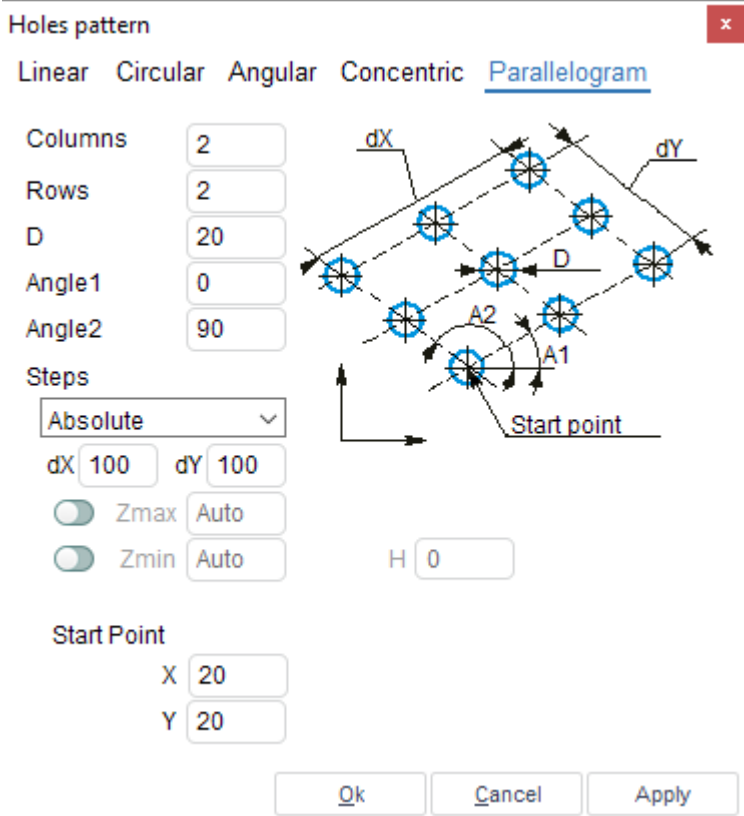 Holes pattern x
Linear Circular Angular Concentric Parallelogram
Columns 2
Rows 2
D 20
Angle1 0
Angle2 90
Steps
Absolute
dX 100 dY 100
Zmax Auto
Zmin Auto H 0
Start Point
X 20
Y 20
dX
dY
D
A2
A1
Start point
Ok Cancel Apply